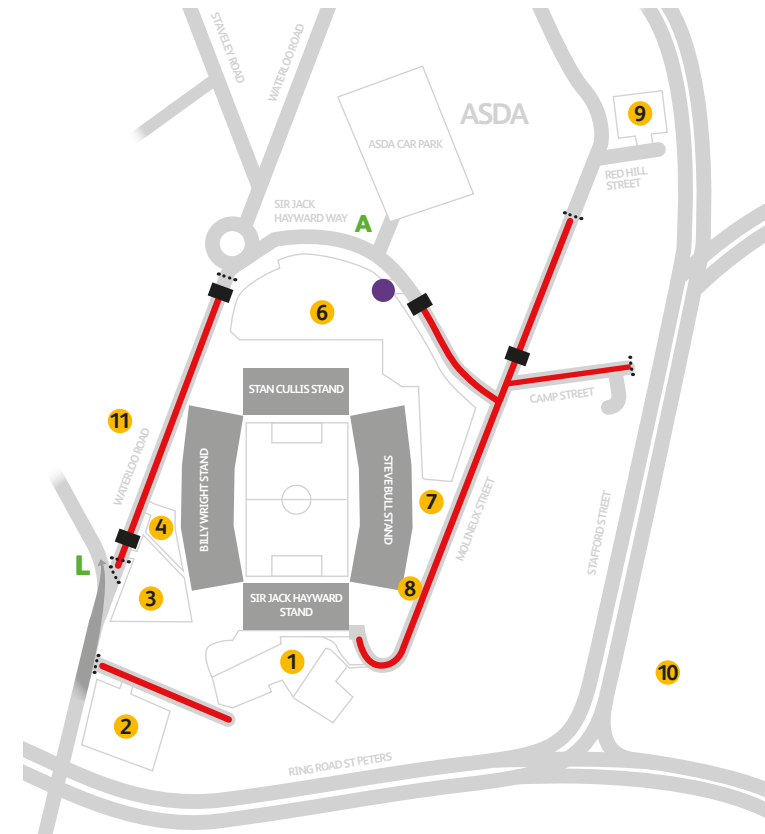 STAVELEY ROAD
WATERLOO ROAD
ASDA
ASDA CAR PARK
9
RED HILL
STREET
SIR JACK
HAYWARD WAY
A
6
STAN CULLIS STAND
CAMP STREET
11
WATERLOO ROAD
BILLY WRIGHT STAND
STEVE BULL STAND
7
MOLINEUX STREET
STAFFORD STREET
4
L
3
8
SIR JACK HAYWARD
STAND
1
10
2
RING ROAD ST PETERS